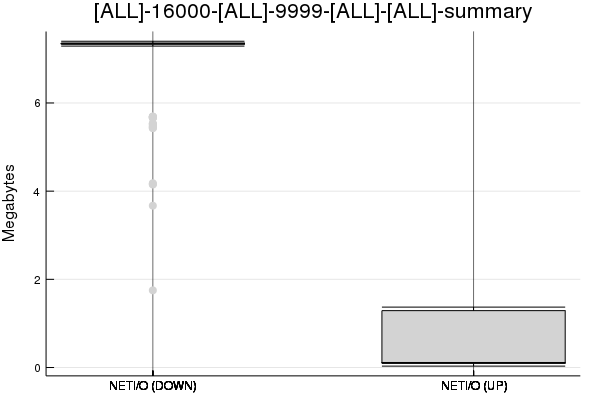 [ALL]-16000-[ALL]-9999-[ALL]-[ALL]-summary
Megabytes
6
4
2
0
NETI/O (DOWN)
NETI/O (UP)